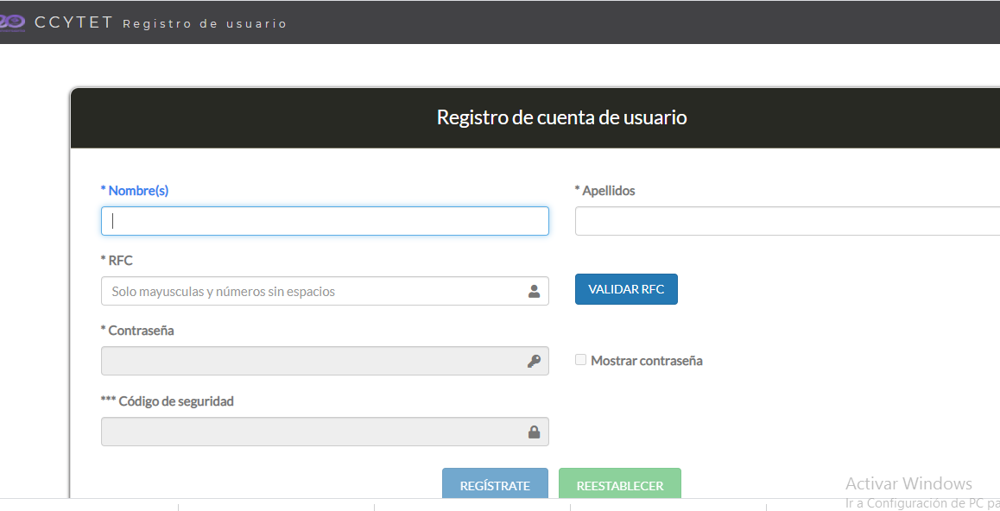 CCYTET Registro de usuario
Registro de cuenta de usuario
* Nombre(s)
* Apellidos
* RFC
Solo mayusculas y números sin espacios
VALIDAR RFC
* Contraseña
Mostrar contraseña
*** Código de seguridad
REGÍSTRATE
REESTABLECER
Activar Windows
Ir a Configuración de PC pa